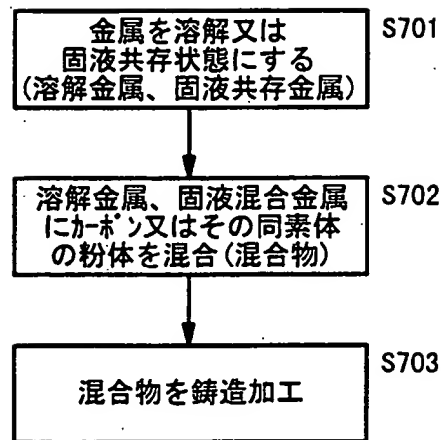 金属を溶解又は
固液共存状態にする
(溶解金属、固液共存金属)
S701
溶解金属、固液混合金属
にカーボン又はその同素体
の粉体を混合(混合物)
S702
混合物を鋳造加工
S703